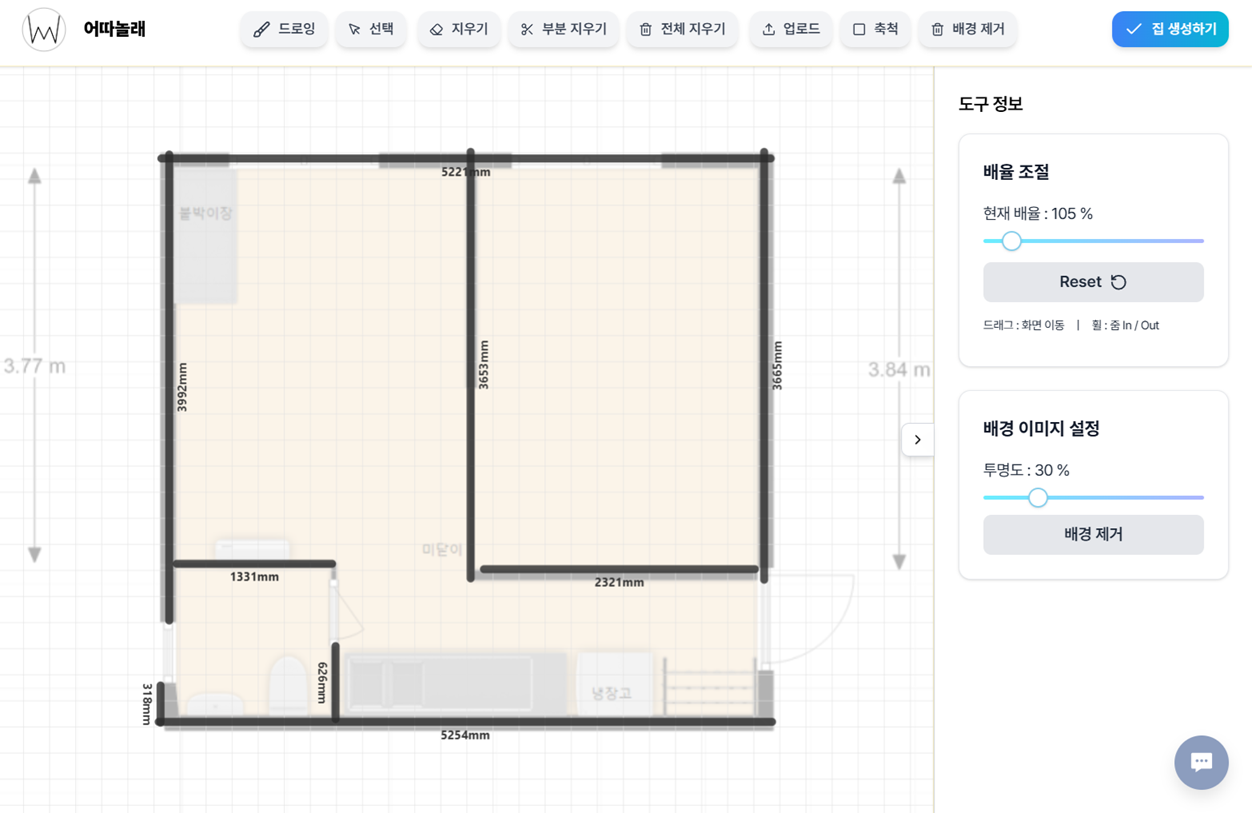 W
어따놀래
드로잉
선택
지우기
부분 지우기
전체 지우기
업로드
축척
배경 제거
집 생성하기
도구 정보
배율 조절
현재 배율 : 105 %
Reset
드래그 : 화면 이동 | 휠 : 줌 In / Out
배경 이미지 설정
투명도 : 30 %
배경 제거
5221mm
붙박이장
3.77 m
3992mm
3653mm
3665mm
3.84 m
미닫이
1331mm
2321mm
626mm
318mm
냉장고
5254mm